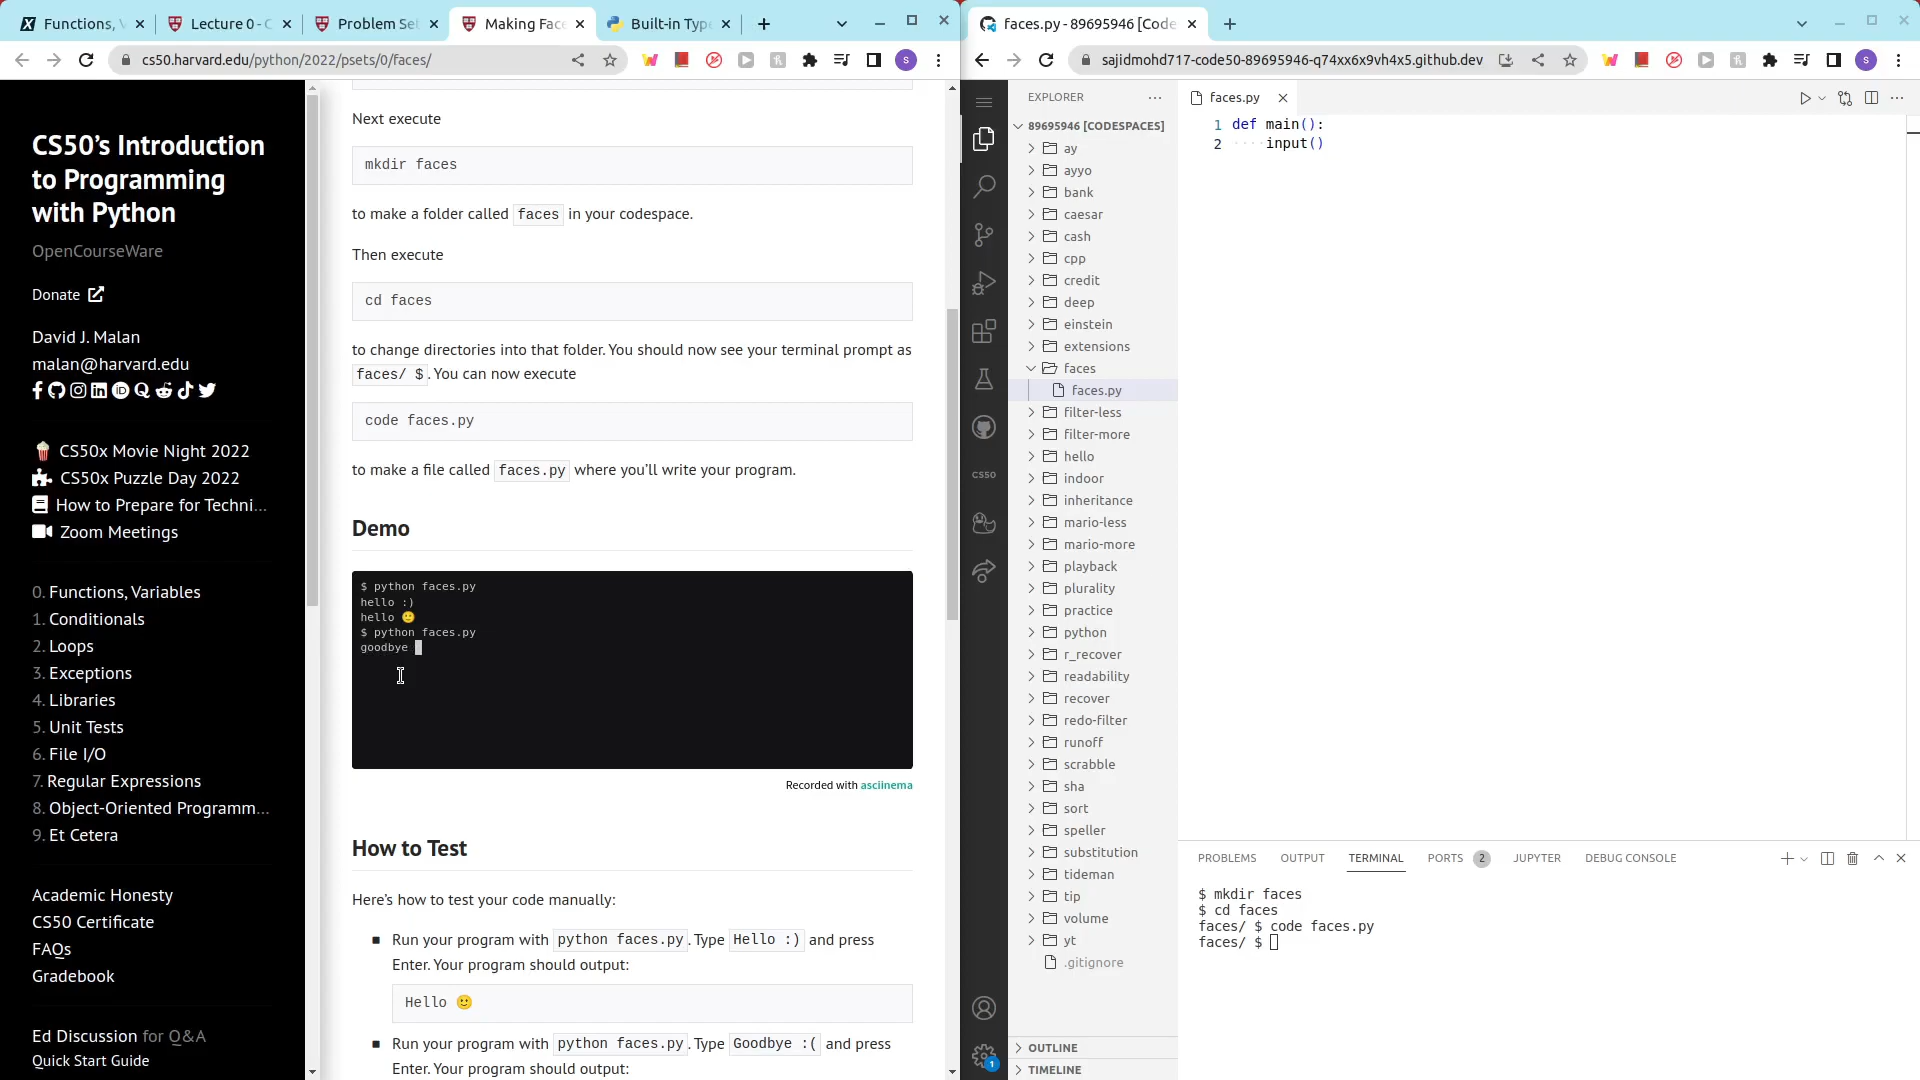 Functions, V
Lecture 0 - C
Problem Set
Making Face
Built-in Type
cs50.harvard.edu/python/2022/psets/0/faces/
S
CS50's Introduction
to Programming
with Python
OpenCourseWare
Donate
David J. Malan
malan@harvard.edu
🍿 CS50x Movie Night 2022
CS50x Puzzle Day 2022
How to Prepare for Techni...
Zoom Meetings
0. Functions, Variables
1. Conditionals
2. Loops
3. Exceptions
4. Libraries
5. Unit Tests
6. File I/O
7. Regular Expressions
8. Object-Oriented Programm...
9. Et Cetera
Academic Honesty
CS50 Certificate
FAQs
Gradebook
Ed Discussion for Q&A
Quick Start Guide
Next execute
mkdir faces
to make a folder called faces in your codespace.
Then execute
cd faces
to change directories into that folder. You should now see your terminal prompt as
faces/ $. You can now execute
code faces.py
to make a file called faces.py where you'll write your program.
Demo
$ python faces.py
hello :)
hello 🙂
$ python faces.py
goodbye
Recorded with asciinema
How to Test
Here's how to test your code manually:
Run your program with python faces.py. Type Hello :) and press
Enter. Your program should output:
Hello 🙂
Run your program with python faces.py. Type Goodbye :( and press
Enter. Your program should output:
faces.py - 89695946 [Code
sajidmohd717-code50-89695946-q74xx6x9vh4x5.github.dev
S
CS50
1
EXPLORER
89695946 [CODESPACES]
ay
ayyo
bank
caesar
cash
cpp
credit
deep
einstein
extensions
faces
faces.py
filter-less
filter-more
hello
indoor
inheritance
mario-less
mario-more
playback
plurality
practice
python
r_recover
readability
recover
redo-filter
runoff
scrabble
sha
sort
speller
substitution
tideman
tip
volume
yt
.gitignore
OUTLINE
TIMELINE
faces.py
1 def main():
2 ····input()
PROBLEMS OUTPUT TERMINAL PORTS 2 JUPYTER DEBUG CONSOLE
$ mkdir faces
$ cd faces
faces/ $ code faces.py
faces/ $